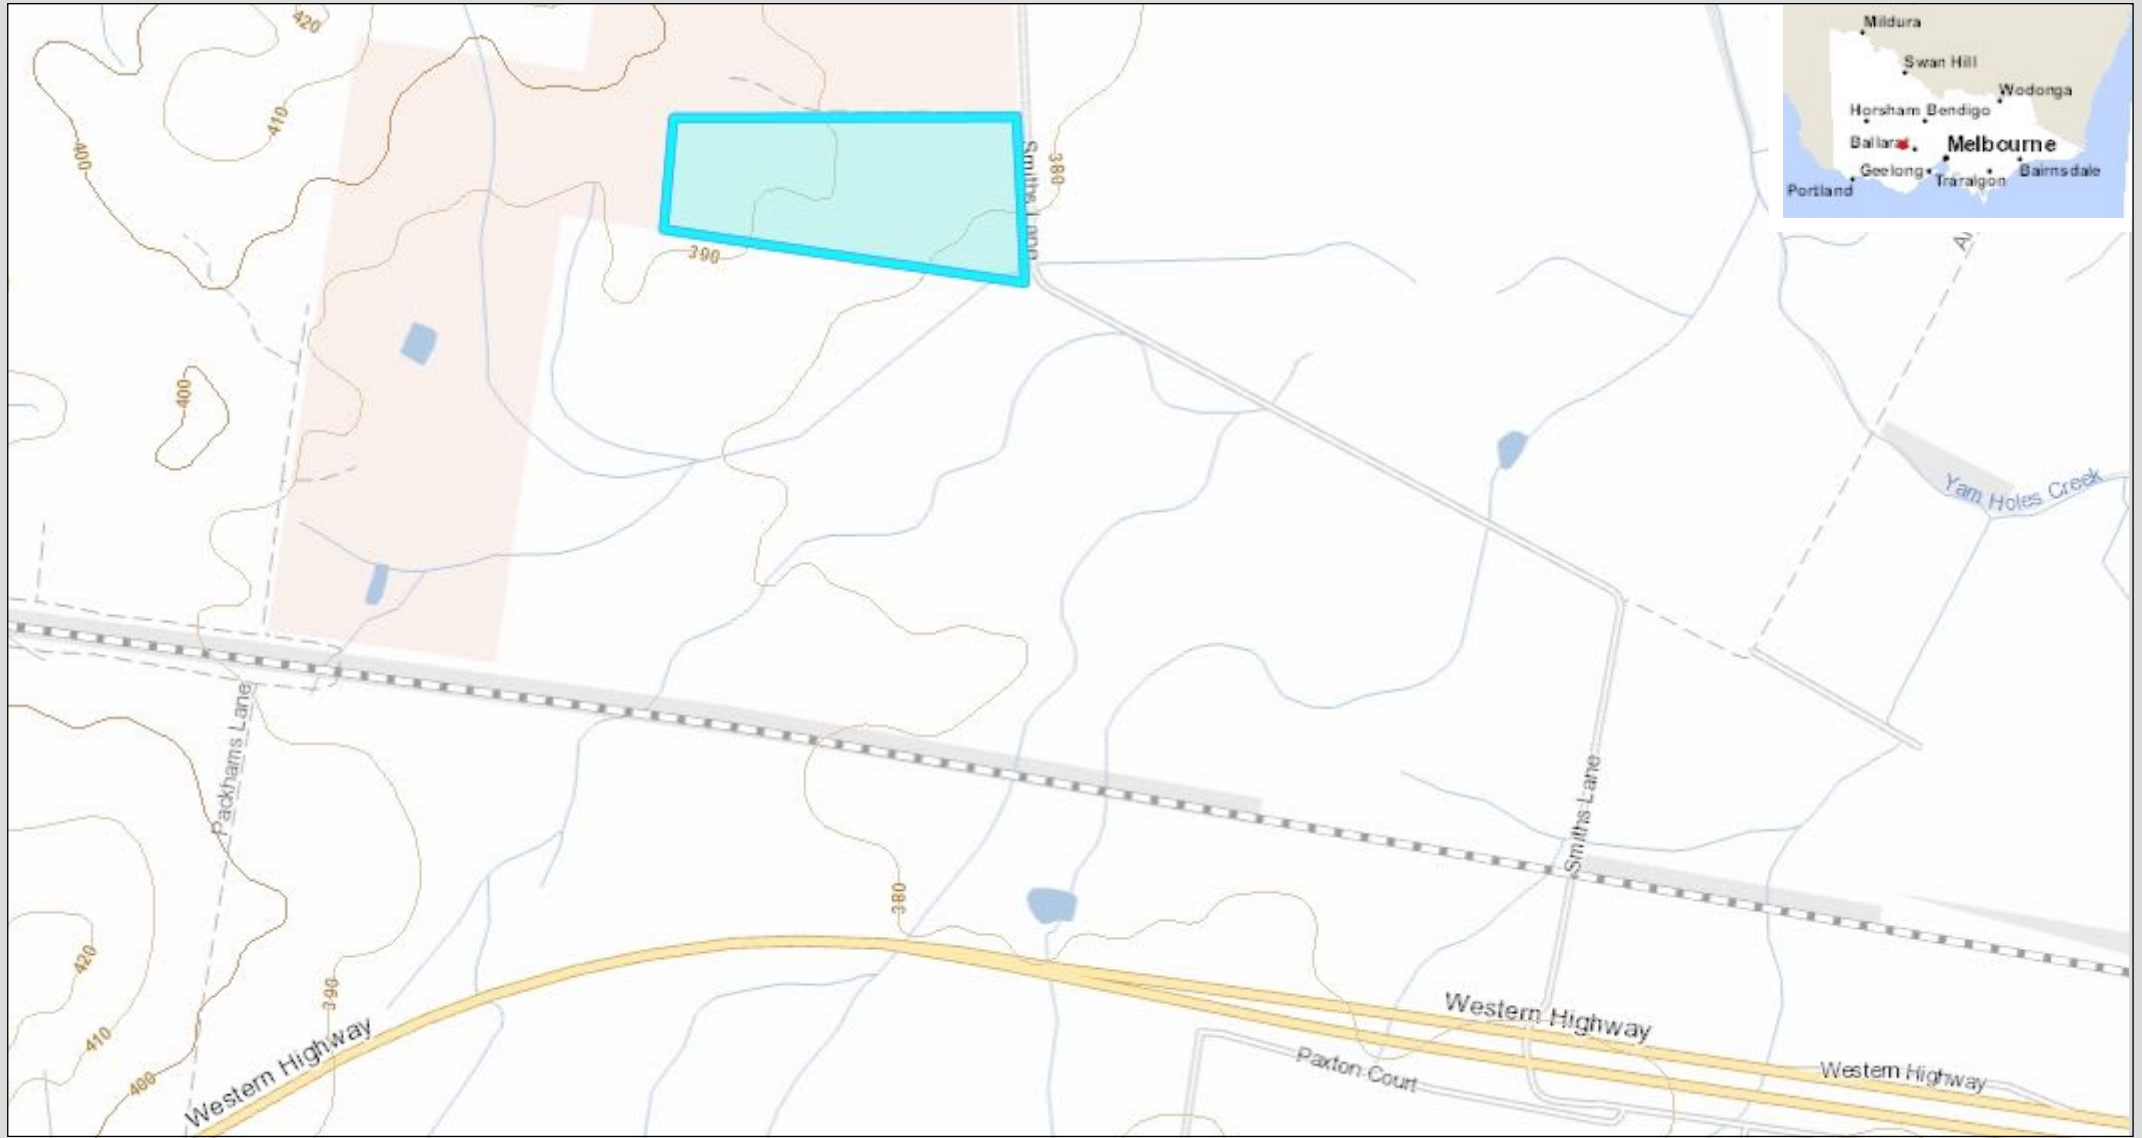 420
Mildura
Swan Hill
Wodonga
Horsham Bendigo
410
Ballarat
Melbourne
400
Smiths Lane
380
Geelong
Traralgon
Bairnsdale
Portland
390
400
Yam Holes Creek
Packhams Lane
Smiths Lane
380
420
390
Western Highway
410
Western Highway
Paxton Court
Western Highway
400